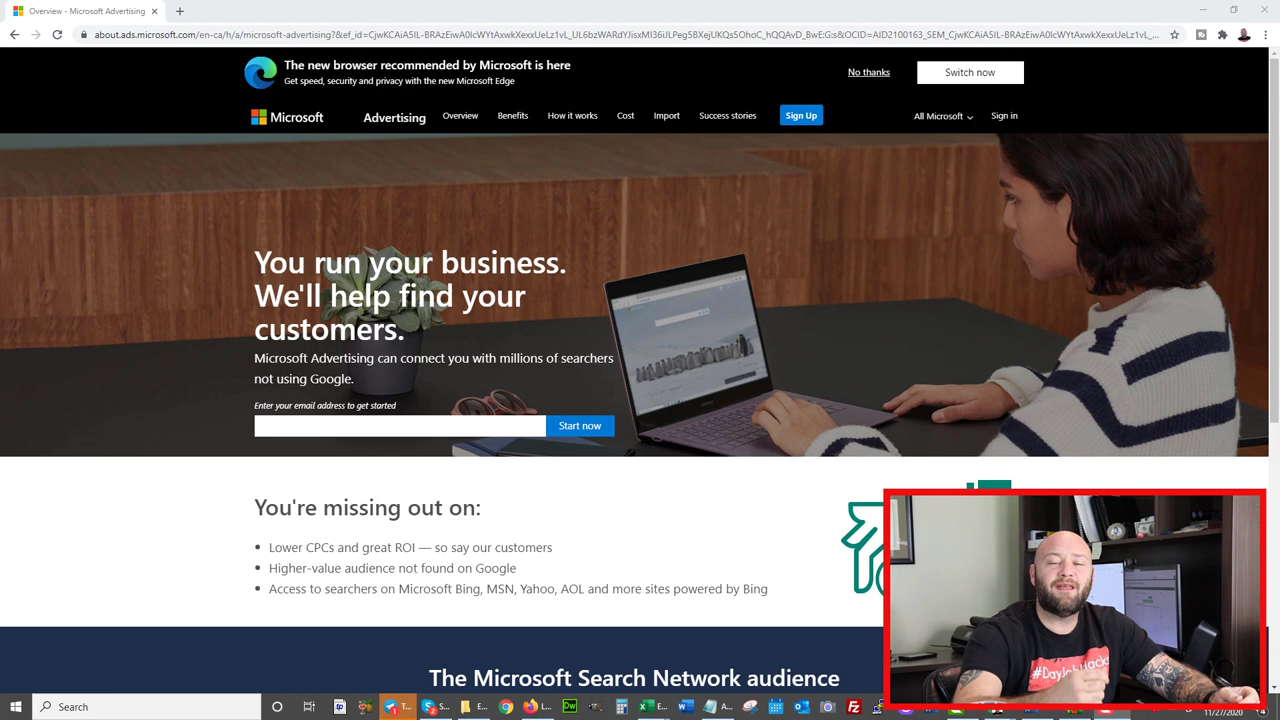 Overview - Microsoft Advertising
The new browser recommended by Microsoft is here
Get speed, security and privacy with the new Microsoft Edge
No thanks
Switch now
Microsoft
Advertising
Overview
Benefits
How it works
Cost
Import
Success stories
Sign Up
All Microsoft
Sign in
You run your business.
We'll help find your
customers.
Microsoft Advertising can connect you with millions of searchers
not using Google.
Enter your email address to get started
Start now
You're missing out on:
Lower CPCs and great ROI — so say our customers
Higher-value audience not found on Google
Access to searchers on Microsoft Bing, MSN, Yahoo, AOL and more sites powered by Bing
The Microsoft Search Network audience
Search
11/27/2020